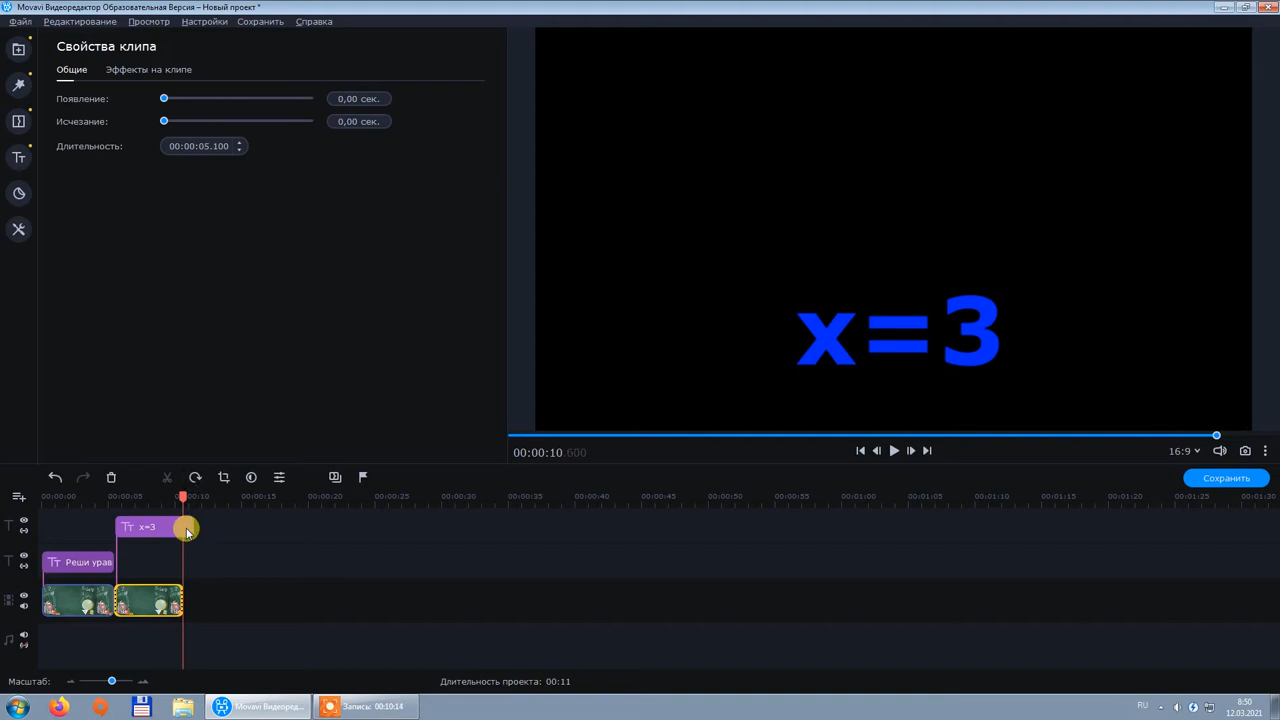 Movavi Видеоредактор Образовательная Версия – Новый проект *
Файл Редактирование Просмотр Настройки Сохранить Справка
Свойства клипа
Общие Эффекты на клипе
Появление: 0,00 сек.
Исчезание: 0,00 сек.
Длительность: 00:00:05.100
x=3
00:00:10.600
16:9
Сохранить
00:00:00 00:00:05 00:00:10 00:00:15 00:00:20 00:00:25 00:00:30 00:00:35 00:00:40 00:00:45 00:00:50 00:00:55 00:01:00 00:01:05 00:01:10 00:01:15 00:01:20 00:01:25 00:01:30
Tт x=3
Tт Реши урав
Масштаб:
Длительность проекта: 00:11
Movavi Видеоред...
Запись: 00:10:14
RU
8:50
12.03.2021